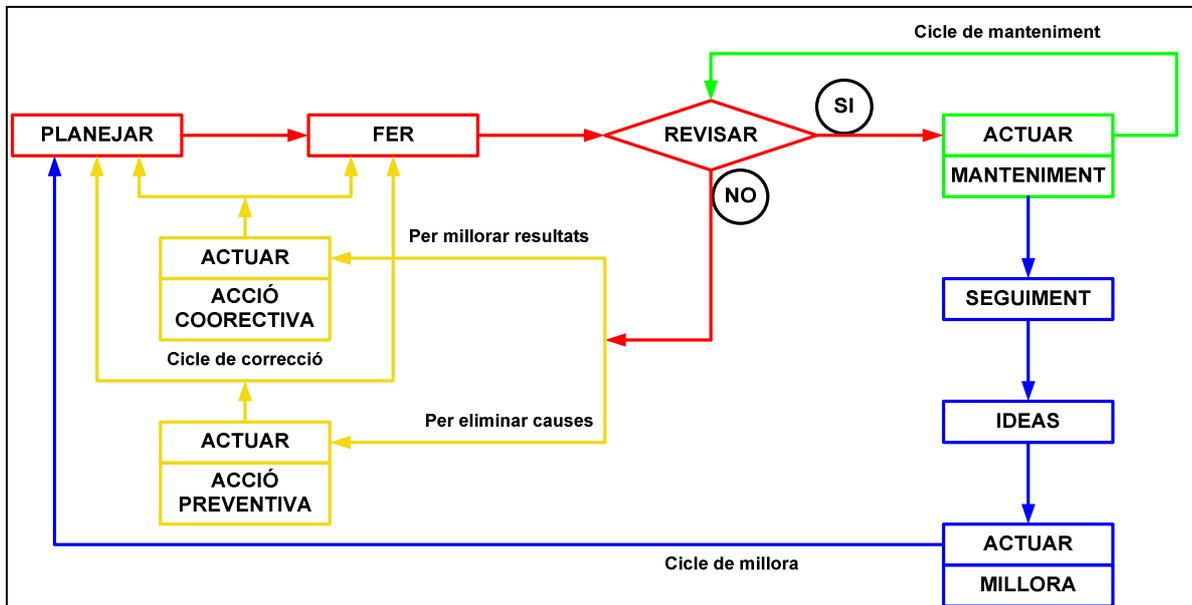 Cicle de manteniment
SI
PLANEJAR
FER
REVISAR
ACTUAR
MANTENIMENT
NO
Per millorar resultats
ACTUAR
ACCIÓ
COORECTIVA
SEGUIMENT
Cicle de correcció
Per eliminar causes
IDEAS
ACTUAR
ACCIÓ
PREVENTIVA
Cicle de millora
ACTUAR
MILLORA